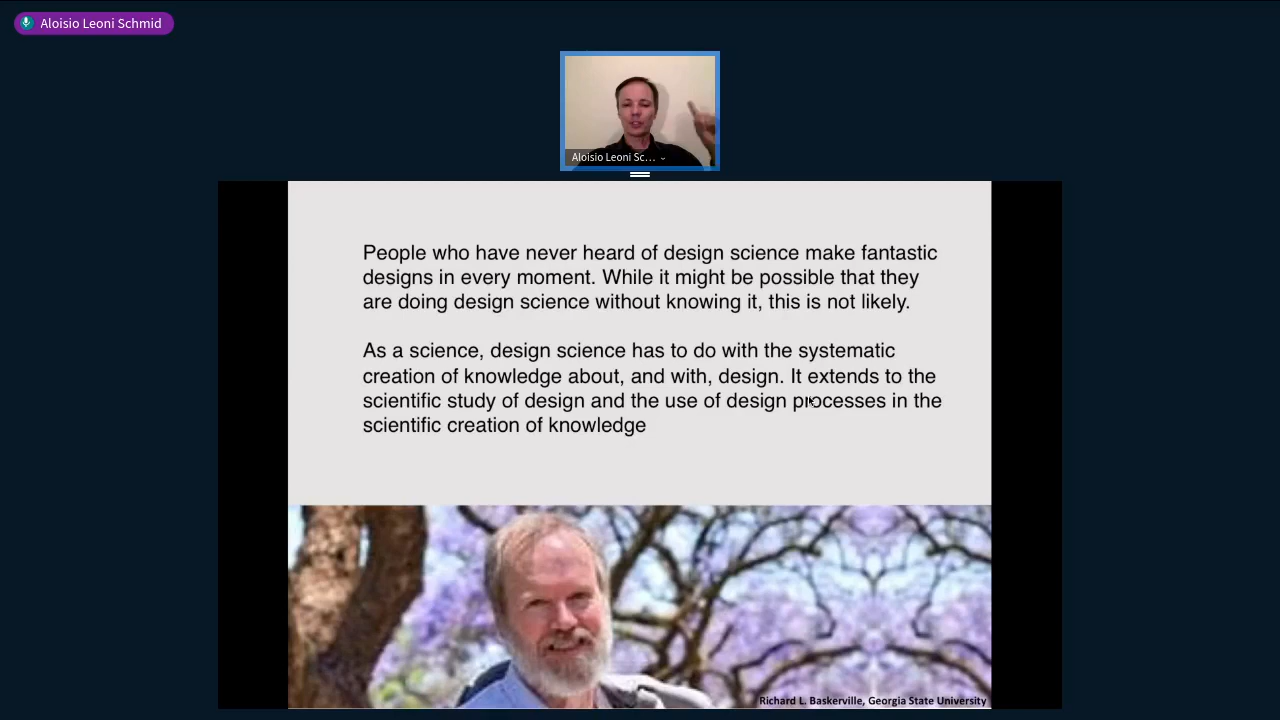 Aloisio Leoni Schmid
Aloisio Leoni Sc...
People who have never heard of design science make fantastic
designs in every moment. While it might be possible that they
are doing design science without knowing it, this is not likely.
As a science, design science has to do with the systematic
creation of knowledge about, and with, design. It extends to the
scientific study of design and the use of design processes in the
scientific creation of knowledge
Richard L. Baskerville, Georgia State University